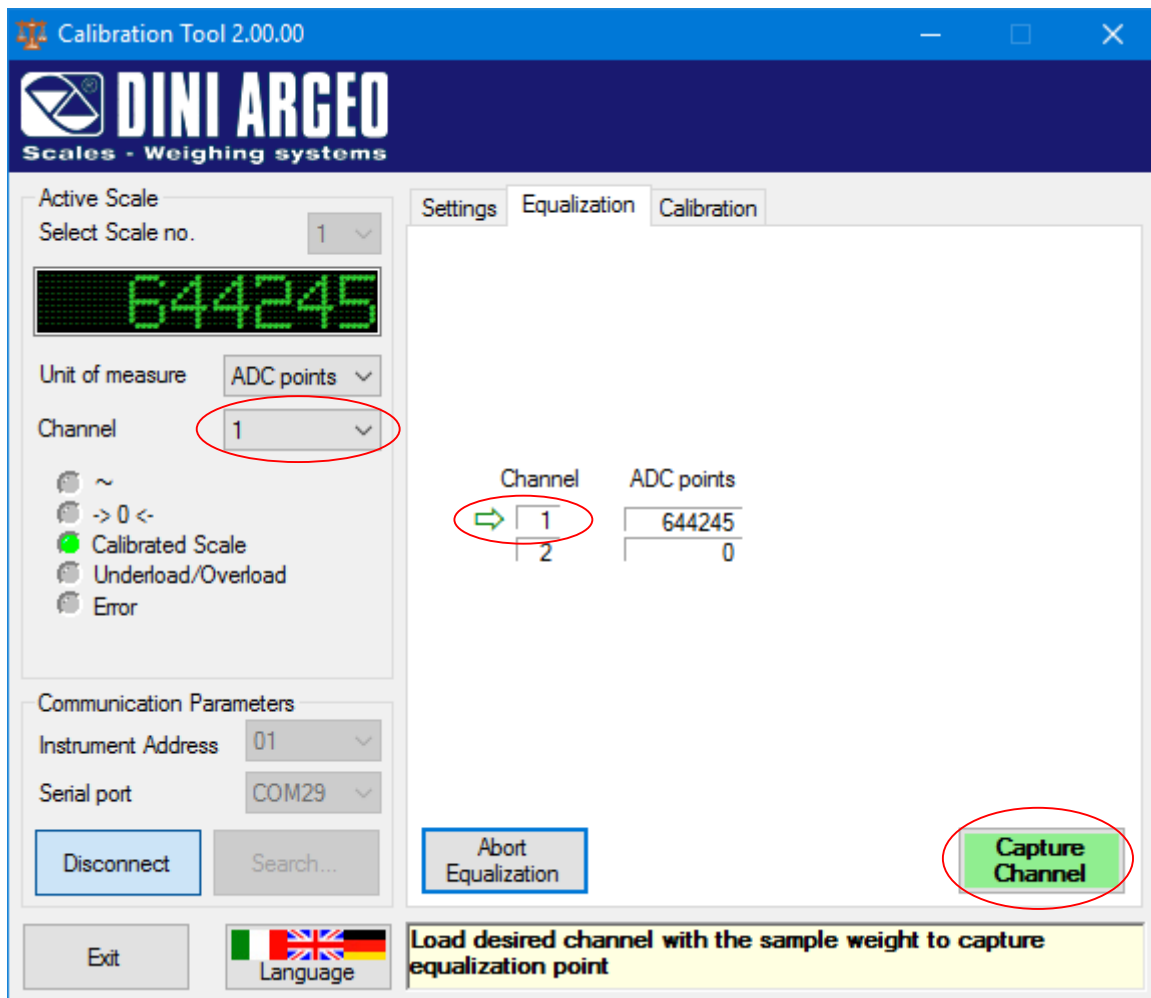 Calibration Tool 2.00.00
DINI ARGEO
Scales - Weighing systems
Active Scale
Select Scale no. 1
644245
Unit of measure ADC points
Channel 1
~
-> 0 <-
Calibrated Scale
Underload/Overload
Error
Communication Parameters
Instrument Address 01
Serial port COM29
Disconnect Search...
Exit Language
Settings Equalization Calibration
Channel ADC points
1 644245
2 0
Abort
Equalization
Capture
Channel
Load desired channel with the sample weight to capture
equalization point